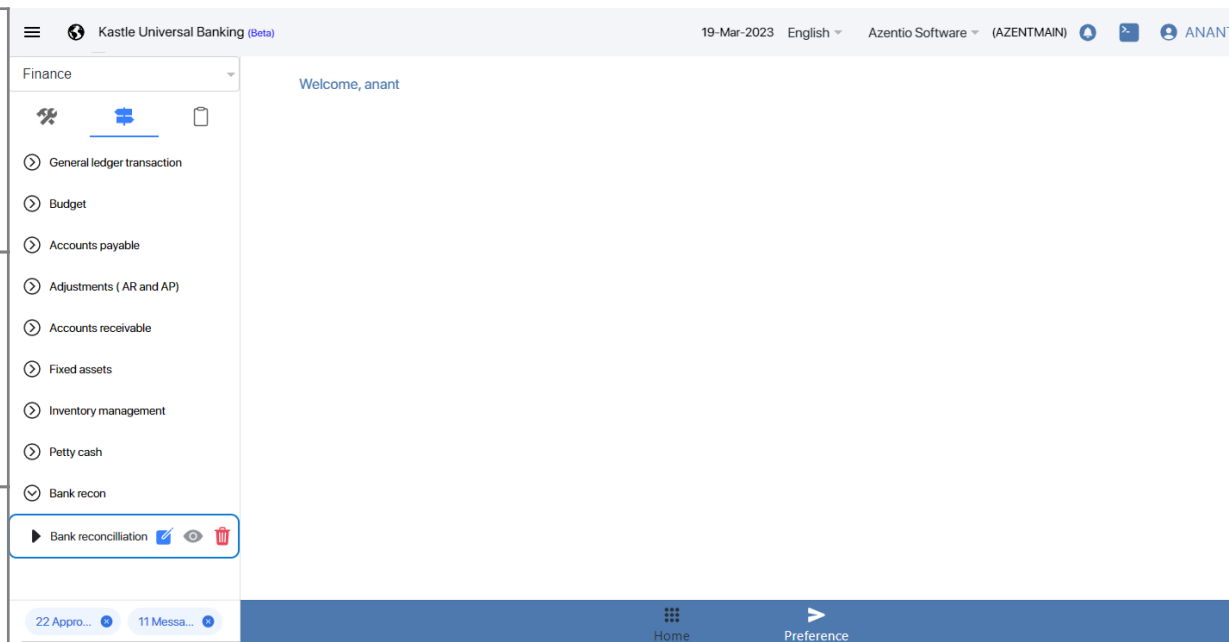 Kastle Universal Banking (Beta)
19-Mar-2023 English Azentio Software (AZENTMAIN) ANANT
Finance
Welcome, anant
General ledger transaction
Budget
Accounts payable
Adjustments ( AR and AP)
Accounts receivable
Fixed assets
Inventory management
Petty cash
Bank recon
Bank reconcilliation
22 Appro... 11 Messa...
Home Preference